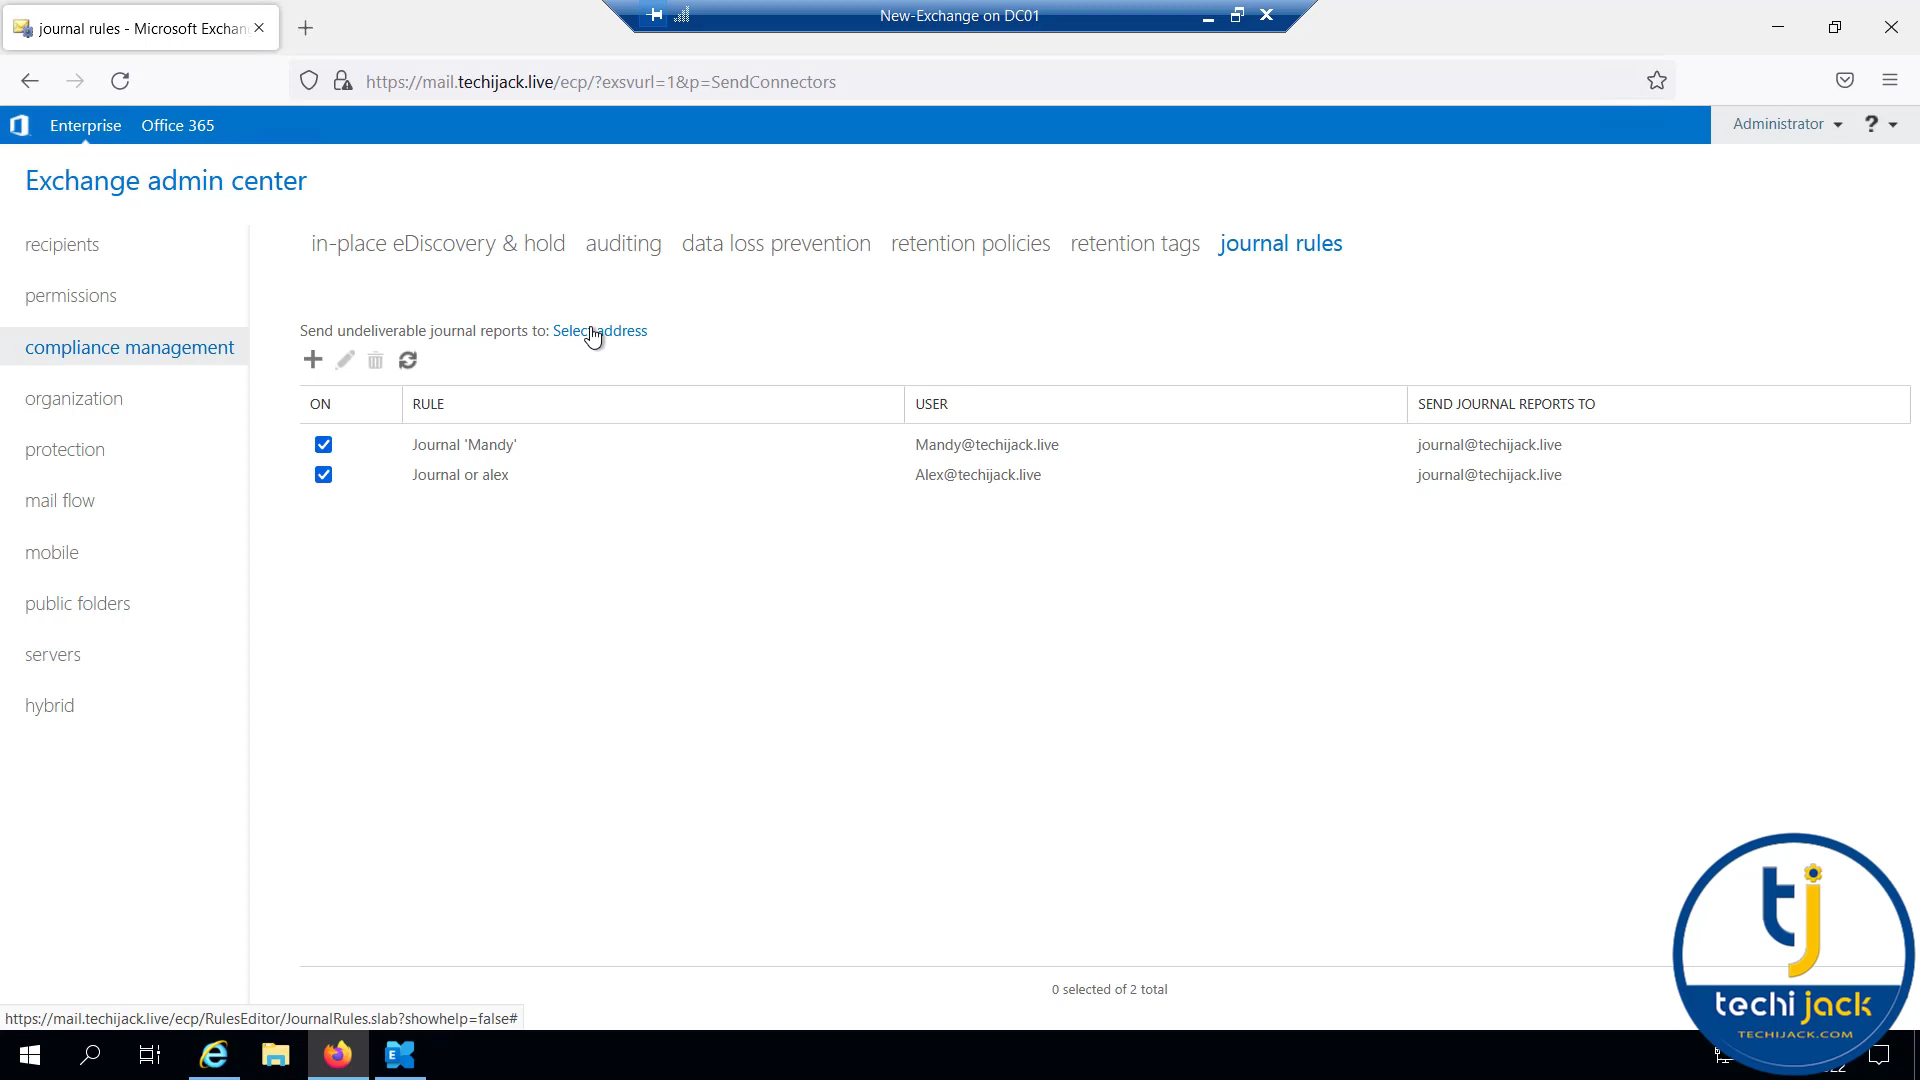 journal rules - Microsoft Exchan
New-Exchange on DC01
https://mail.techijack.live/ecp/?exsvurl=1&p=SendConnectors
Enterprise Office 365
Administrator ?
Exchange admin center
recipients
permissions
compliance management
organization
protection
mail flow
mobile
public folders
servers
hybrid
in-place eDiscovery & hold auditing data loss prevention retention policies retention tags journal rules
Send undeliverable journal reports to: Select address
ON RULE USER SEND JOURNAL REPORTS TO
Journal 'Mandy' Mandy@techijack.live journal@techijack.live
Journal or alex Alex@techijack.live journal@techijack.live
0 selected of 2 total
https://mail.techijack.live/ecp/RulesEditor/JournalRules.slab?showhelp=false#
tj
techi jack
TECHIJACK.COM